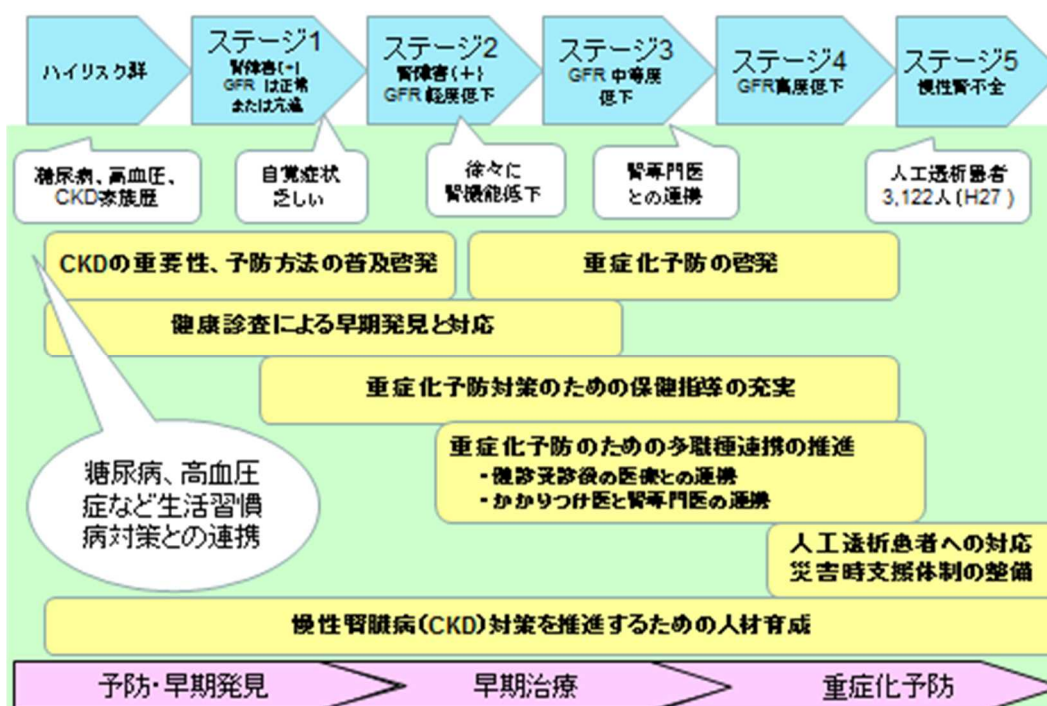 ハイリスク群
ステージ1
腎障害(+)
GFR は正常
または亢進
ステージ2
腎障害(+)
GFR 軽度低下
ステージ3
GFR 中等度
低下
ステージ4
GFR高度低下
ステージ5
慢性腎不全
糖尿病、高血圧、
CKD家族歴
自覚症状
乏しい
徐々に
腎機能低下
腎専門医
との連携
人工透析患者
3,122人(H27)
CKDの重要性、予防方法の普及啓発
重症化予防の啓発
健康診査による早期発見と対応
重症化予防対策のための保健指導の充実
重症化予防のための多職種連携の推進
・健診受診後の医療との連携
・かかりつけ医と腎専門医の連携
糖尿病、高血圧
症など生活習慣
病対策との連携
人工透析患者への対応
災害時支援体制の整備
慢性腎臓病(CKD)対策を推進するための人材育成
予防・早期発見
早期治療
重症化予防